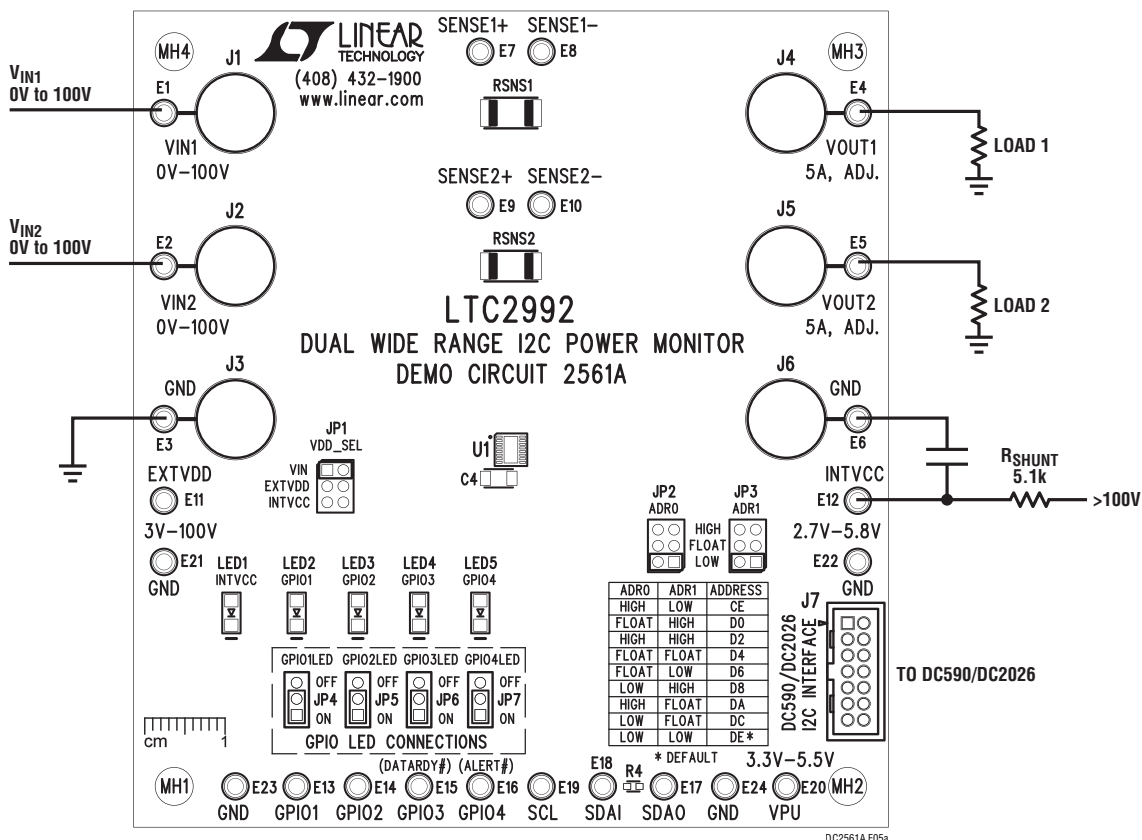 MH4
LINEAR
TECHNOLOGY
(408) 432-1900
www.linear.com
SENSE1+ SENSE1-
E7 E8
MH3
VIN1
0V to 100V
E1
J1
VIN1
0V-100V
RSNS1
J4
E4
VOUT1
5A, ADJ.
LOAD 1
SENSE2+ SENSE2-
E9 E10
VIN2
0V to 100V
E2
J2
VIN2
0V-100V
RSNS2
J5
E5
VOUT2
5A, ADJ.
LOAD 2
LTC2992
DUAL WIDE RANGE I2C POWER MONITOR
DEMO CIRCUIT 2561A
GND
E3
J3
J6
GND
E6
JP1
VDD_SEL
VIN
EXTVDD
INTVCC
U1
C4
EXTVDD
E11
3V-100V
E21
GND
INTVCC
E12
2.7V-5.8V
E22
GND
RSHUNT
5.1k
>100V
JP2
ADR0
HIGH
FLOAT
LOW
JP3
ADR1
LED1
INTVCC
LED2
GPIO1
LED3
GPIO2
LED4
GPIO3
LED5
GPIO4
ADR0 ADR1 ADDRESS
HIGH LOW CE
FLOAT HIGH D0
HIGH HIGH D2
FLOAT FLOAT D4
FLOAT LOW D6
LOW HIGH D8
HIGH FLOAT DA
LOW FLOAT DC
LOW LOW DE*
* DEFAULT
J7
DC590/DC2026
I2C INTERFACE
TO DC590/DC2026
GPIO1LED GPIO2LED GPIO3LED GPIO4LED
OFF OFF OFF OFF
JP4 JP5 JP6 JP7
ON ON ON ON
GPIO LED CONNECTIONS
cm 1
(DATARDY#) (ALERT#)
E18
R4
3.3V-5.5V
MH1
E23 E13 E14 E15 E16 E19 E17 E24 E20
MH2
GND GPIO1 GPIO2 GPIO3 GPIO4 SCL SDAI SDAO GND VPU
DC2561A F05a